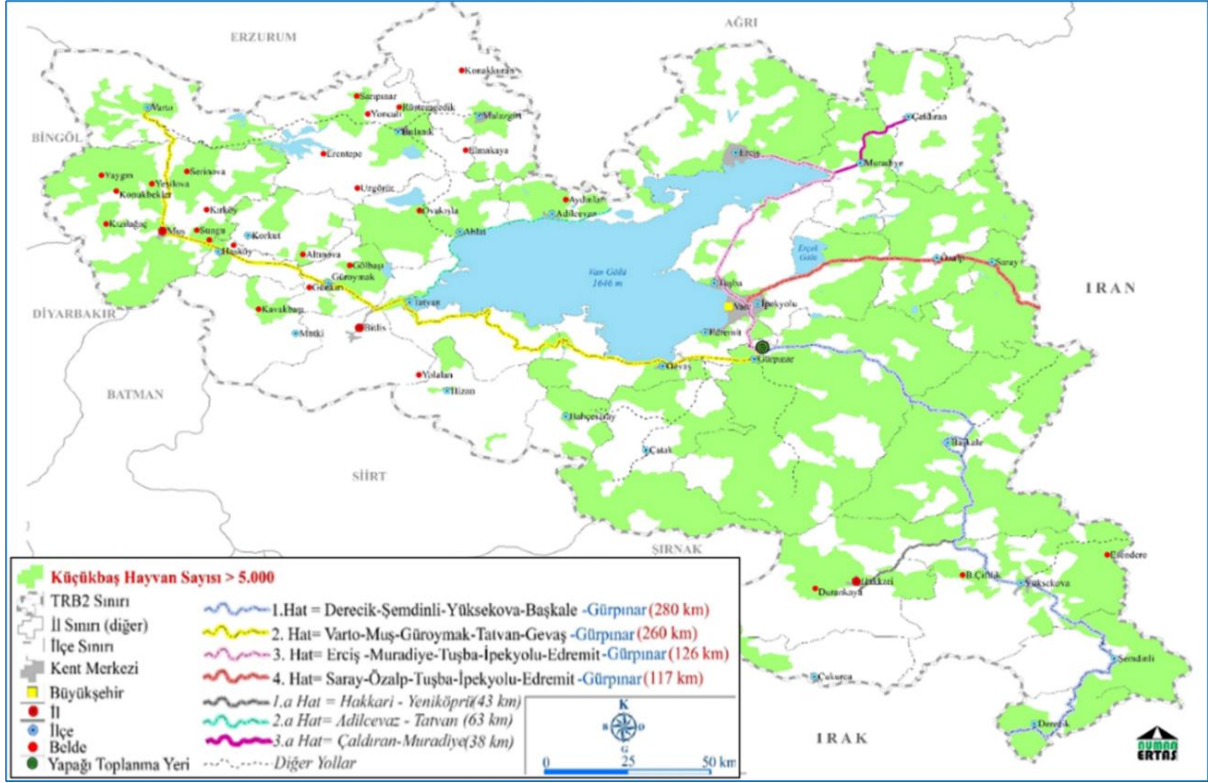 AĞRI
ERZURUM
Konakkuran
Sarıpınar
Varto
Yoncalı
Rüstemgedik
Malazgirt
Çaldıran
Bulanık
BİNGÖL
Erentepe
Elmakaya
Erciş
Muradiye
Yaygın
Serinova
Yeşilova
Konakbekler
Uzgörür
Aydınlar
Kızılağaç
Kırköy
Ovakışla
Adilcevaz
Muş
Sungu
Korkut
Ahlat
Hasköy
Altınova
Erçek
Gölü
Özalp
Saray
Gölbaşı
Güroymak
Van Gölü
1646 m
Tuşba
IRAN
Günkırı
Tatvan
Van
İpekyolu
DİYARBAKIR
Kavakbaşı
Bitlis
Mutki
Edremit
Gürpınar
Gevaş
Yolalan
BATMAN
Hizan
Bahçesaray
Başkale
Çatak
SİİRT
ŞIRNAK
Esendere
Hakkari
B.Çiftlik
Yüksekova
Durankaya
Şemdinli
Çukurca
Derecik
IRAK
Küçükbaş Hayvan Sayısı > 5.000
TRB2 Sınırı
İl Sınırı (diğer)
İlçe Sınırı
Kent Merkezi
Büyükşehir
İl
İlçe
Belde
Yapağı Toplanma Yeri
1.Hat = Derecik-Şemdinli-Yüksekova-Başkale -Gürpınar (280 km)
2. Hat= Varto-Muş-Güroymak-Tatvan-Gevaş -Gürpınar (260 km)
3. Hat= Erciş -Muradiye-Tuşba-İpekyolu-Edremit -Gürpınar (126 km)
4. Hat= Saray-Özalp-Tuşba-İpekyolu-Edremit -Gürpınar (117 km)
1.a Hat = Hakkari - Yeniköprü(43 km)
2.a Hat= Adilcevaz - Tatvan (63 km)
3.a Hat= Çaldıran-Muradiye(38 km)
Diğer Yollar
K
B D
G
0 25 50 km
NUMAN
ERTAŞ